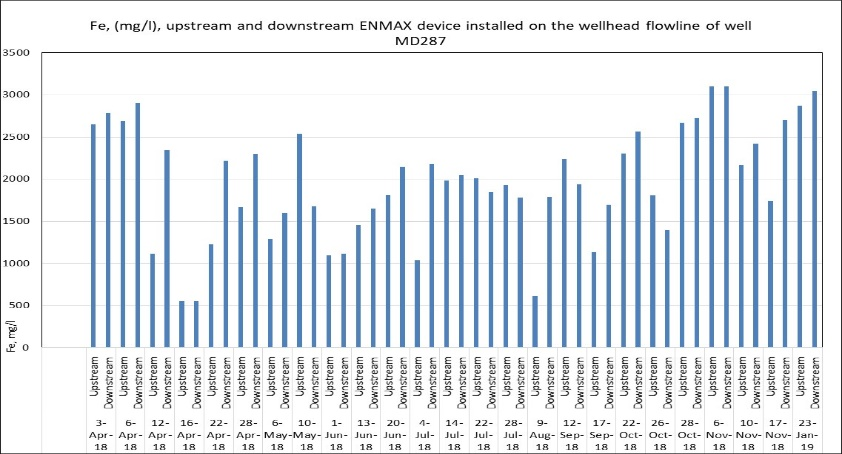 Fe, (mg/l), upstream and downstream ENMAX device installed on the wellhead flowline of well
MD287
3500
3000
2500
2000
1500
1000
500
0
Fe, mg/l
Upstream Downstream Upstream Downstream Upstream Downstream Upstream Downstream Upstream Downstream Upstream Downstream Upstream Downstream Upstream Downstream Upstream Downstream Upstream Downstream Upstream Downstream Upstream Downstream Upstream Downstream Upstream Downstream Upstream Downstream Upstream Downstream Upstream Downstream Upstream Downstream Upstream Downstream Upstream Downstream Upstream Downstream Upstream Downstream Upstream Downstream Upstream Downstream Upstream Downstream
3- 6- 12- 16- 22- 28- 6- 10- 1- 13- 20- 4- 14- 22- 28- 9- 12- 17- 22- 26- 28- 6- 10- 17- 23-
Apr- Apr- Apr- Apr- Apr- Apr- May- May- Jun- Jun- Jun- Jul- Jul- Jul- Jul- Aug- Sep- Sep- Oct- Oct- Oct- Nov- Nov- Nov- Jan-
18 18 18 18 18 18 18 18 18 18 18 18 18 18 18 18 18 18 18 18 18 18 18 18 19